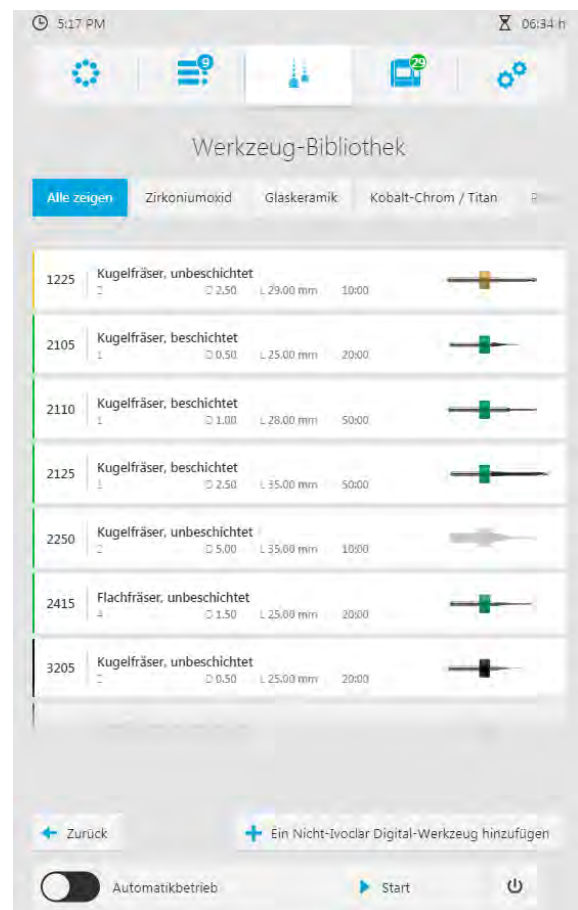 5:17 PM 06:34 h
9 29
Werkzeug-Bibliothek
Alle zeigen Zirkoniumoxid Glaskeramik Kobalt-Chrom / Titan
1225 Kugelfräser, unbeschichtet
2 D 2.50 L 29.00 mm 10:00
2105 Kugelfräser, beschichtet
1 D 0.50 L 25.00 mm 20:00
2110 Kugelfräser, beschichtet
1 D 1.00 L 28.00 mm 50:00
2125 Kugelfräser, beschichtet
1 D 2.50 L 35.00 mm 50:00
2250 Kugelfräser, unbeschichtet
2 D 5.00 L 35.00 mm 10:00
2415 Flachfräser, unbeschichtet
4 D 1.50 L 25.00 mm 20:00
3205 Kugelfräser, unbeschichtet
2 D 0.50 L 25.00 mm 20:00
Zurück Ein Nicht-Ivoclar Digital-Werkzeug hinzufügen
Automatikbetrieb Start